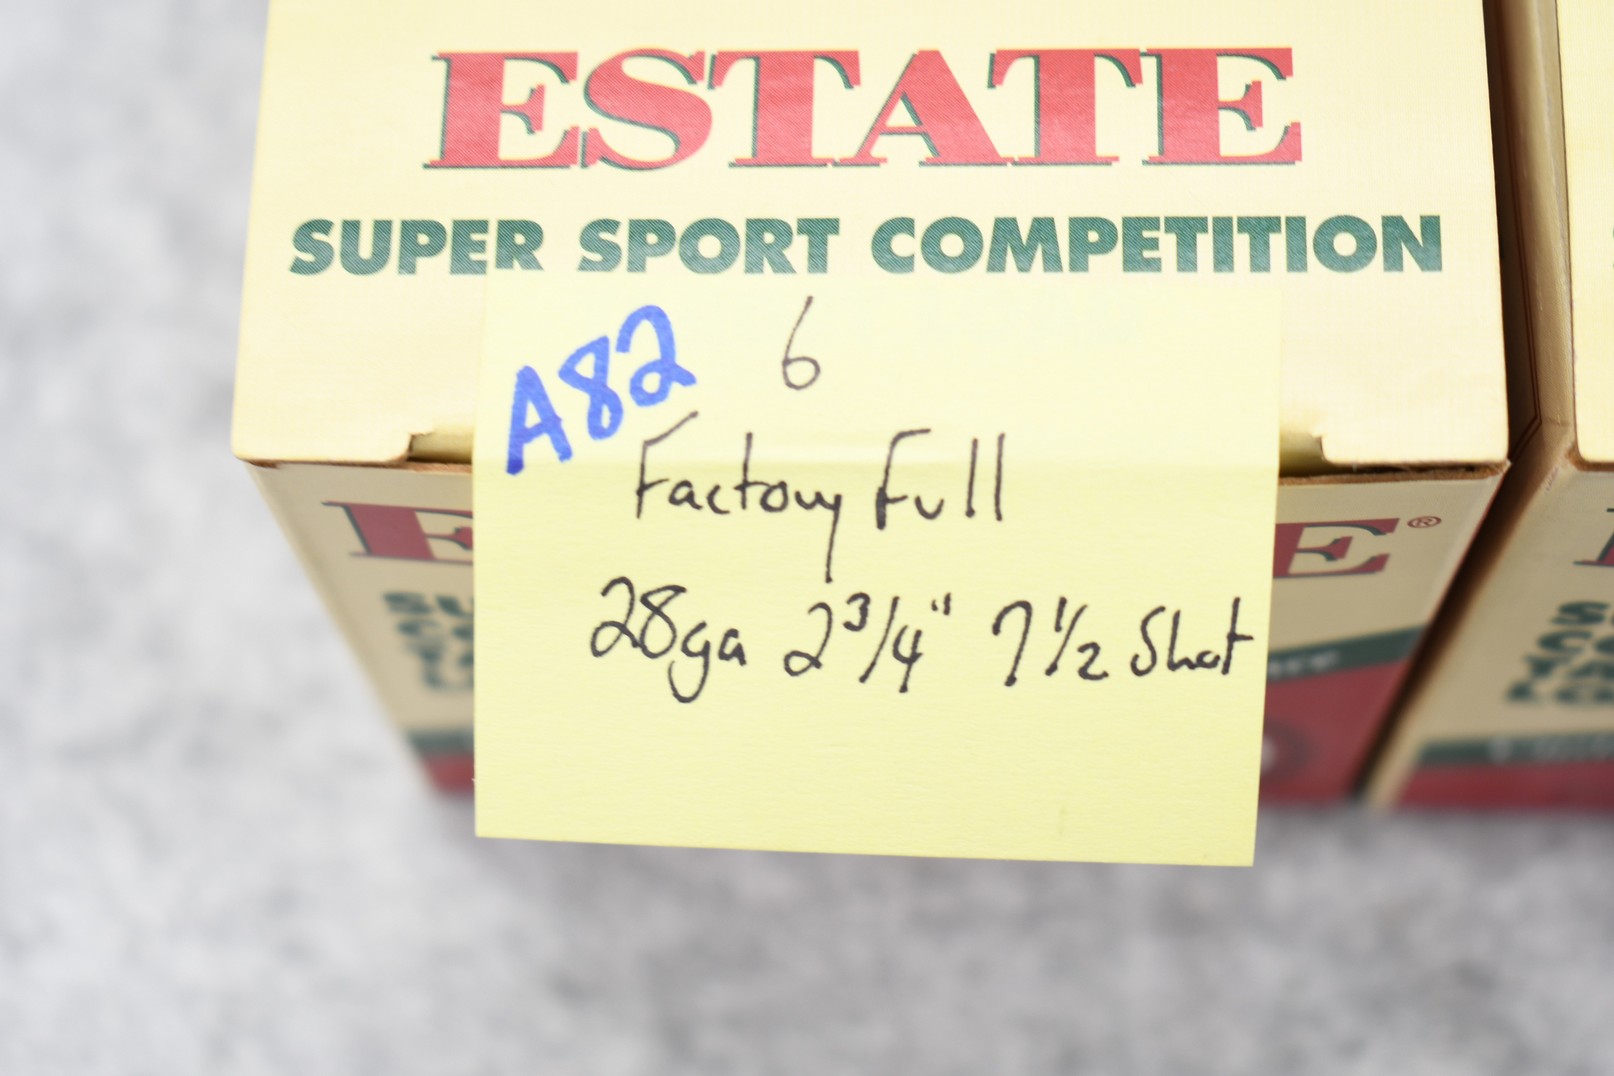 ESTATE
SUPER SPORT COMPETITION
A82
6
Factory Full
28ga 2 3/4" 7 1/2 Shot
E®